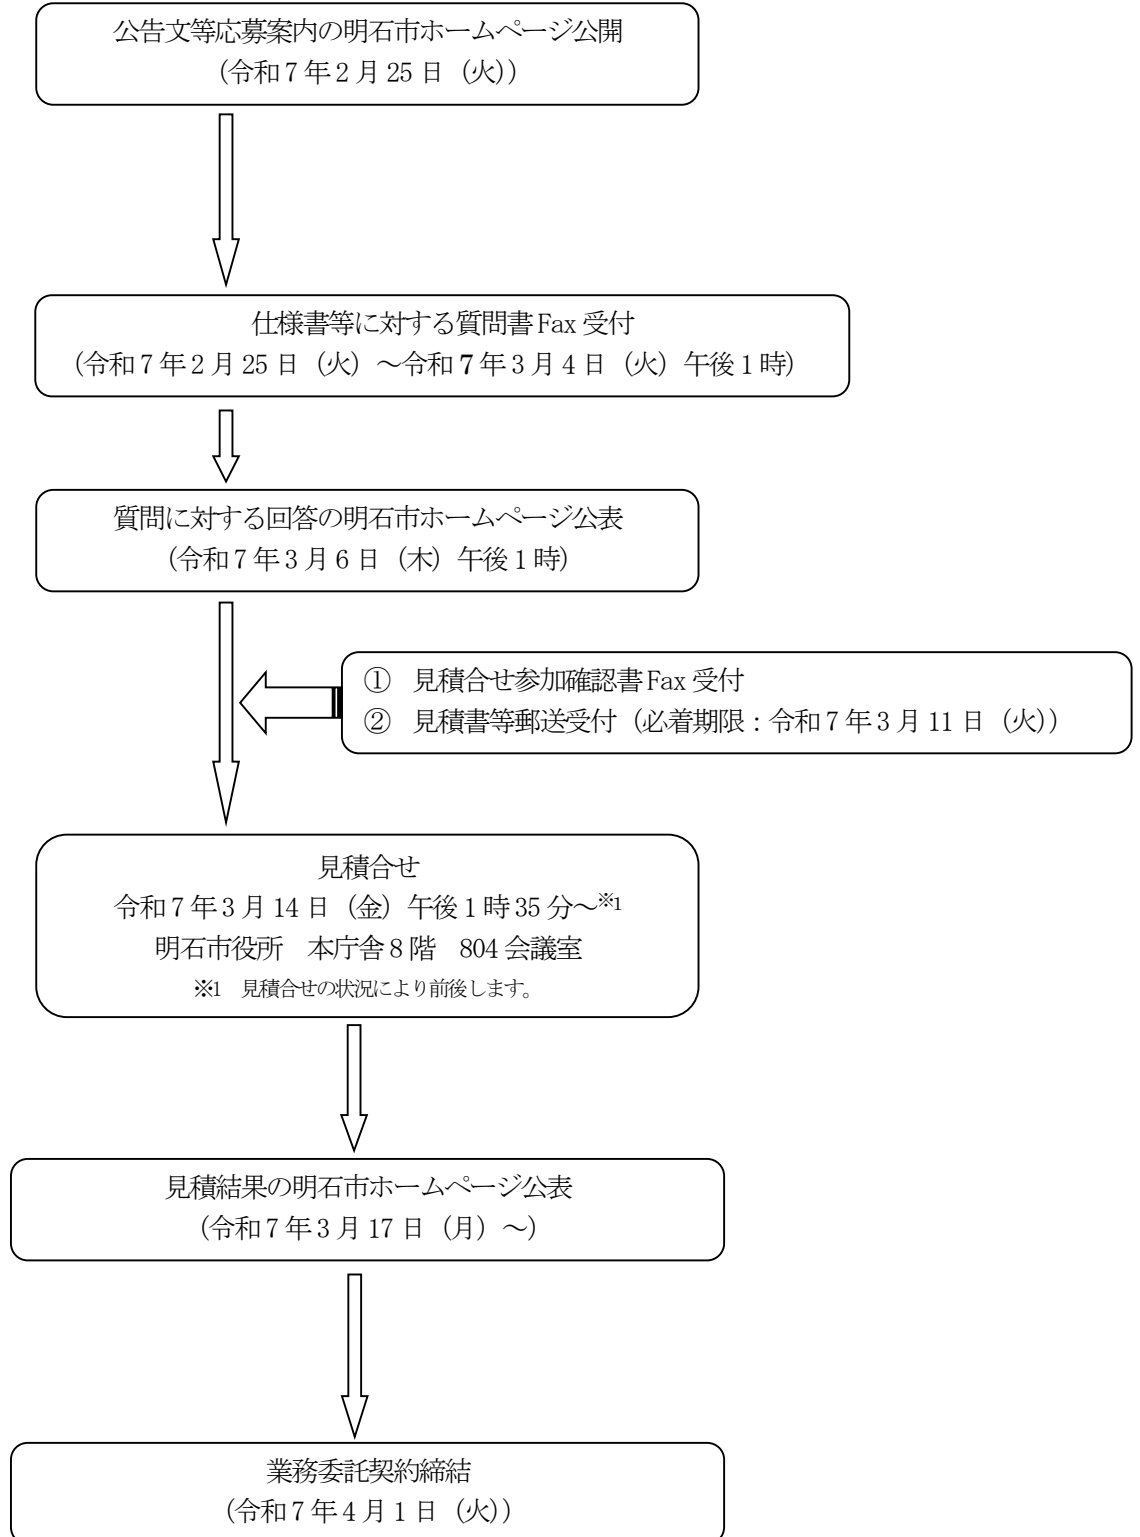 公告文等応募案内の明石市ホームページ公開
(令和7年2月25日（火）)
仕様書等に対する質問書Fax受付
(令和7年2月25日（火）～令和7年3月4日（火）午後1時)
質問に対する回答の明石市ホームページ公表
(令和7年3月6日（木）午後1時)
①　見積合せ参加確認書Fax受付
②　見積書等郵送受付（必着期限：令和7年3月11日（火））
見積合せ
令和7年3月14日（金）午後1時35分～※1
明石市役所　本庁舎8階　804会議室
※1　見積合せの状況により前後します。
見積結果の明石市ホームページ公表
(令和7年3月17日（月）～)
業務委託契約締結
(令和7年4月1日（火）)